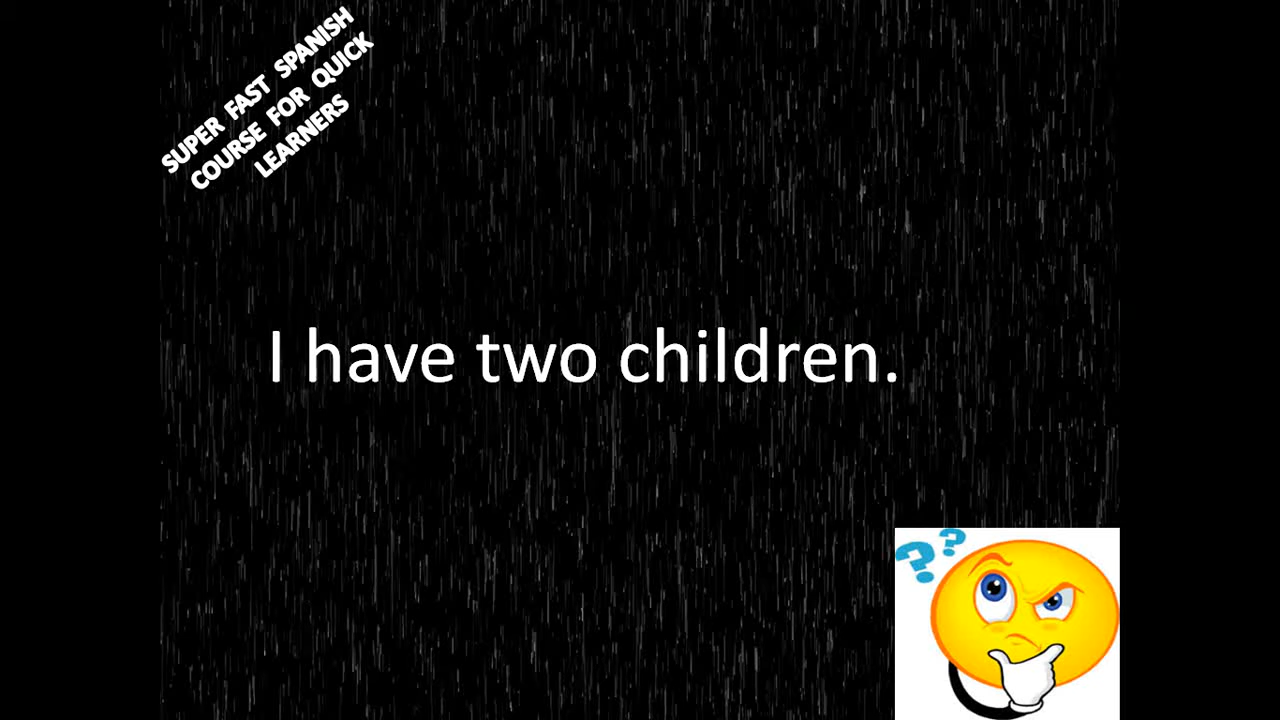 SUPER FAST SPANISH
COURSE FOR QUICK
LEARNERS
I have two children.
? ?